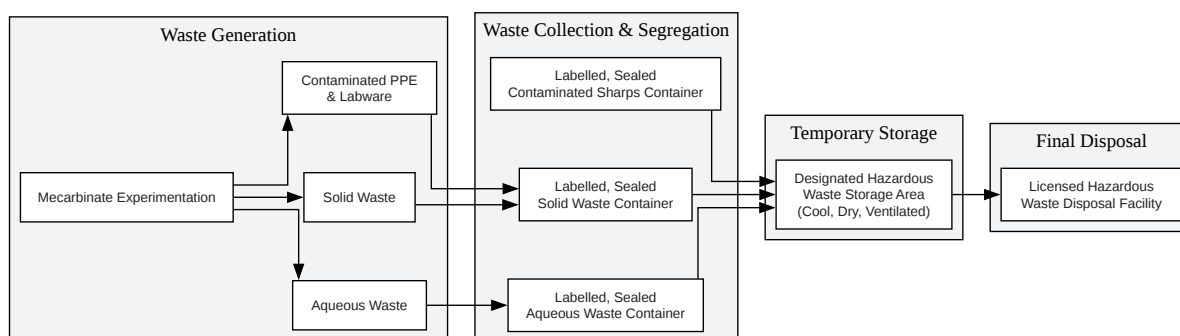 Waste Generation
Mecarbinate Experimentation
Contaminated PPE
& Labware
Solid Waste
Aqueous Waste
Waste Collection & Segregation
Labelled, Sealed
Contaminated Sharps Container
Labelled, Sealed
Solid Waste Container
Labelled, Sealed
Aqueous Waste Container
Temporary Storage
Designated Hazardous
Waste Storage Area
(Cool, Dry, Ventilated)
Final Disposal
Licensed Hazardous
Waste Disposal Facility